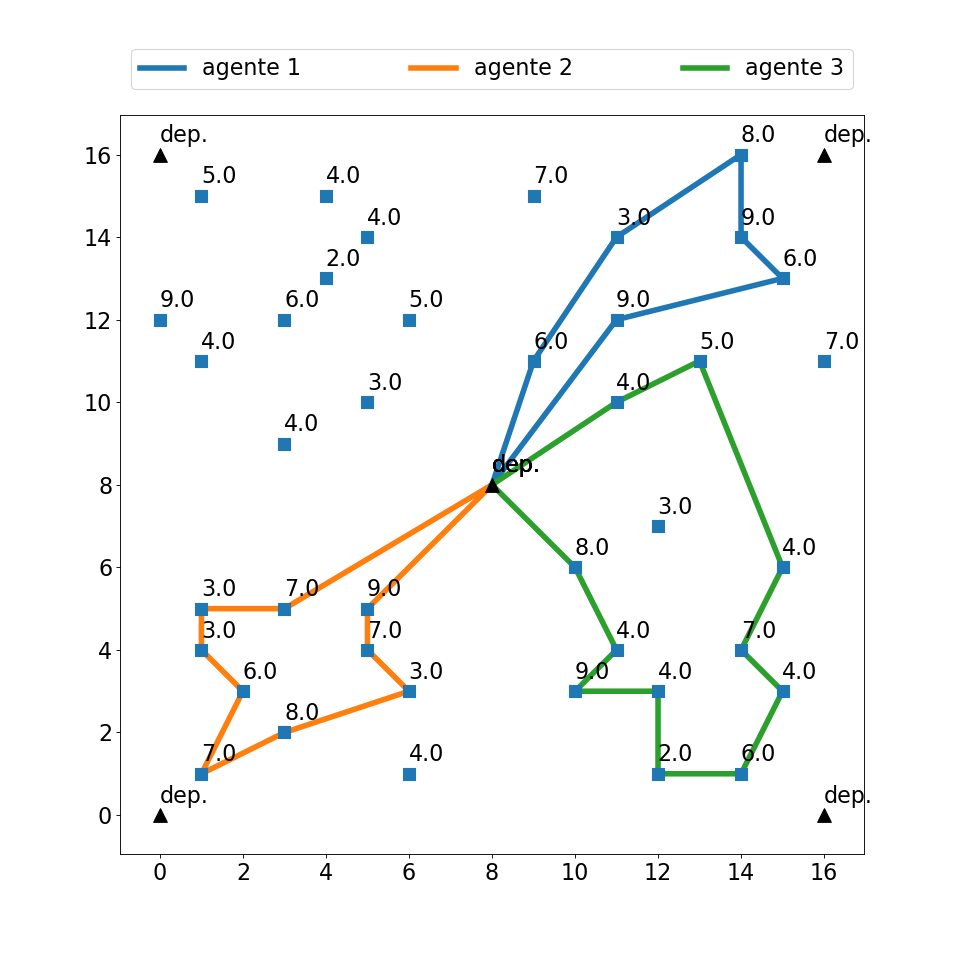 agente 1 agente 2 agente 3
8.0
dep. dep.
16
5.0 4.0 7.0
4.0 3.0 9.0
14
2.0 6.0
9.0 6.0 5.0 9.0
12
4.0 6.0 5.0 7.0
3.0 4.0
10
4.0
dep.
8
3.0
8.0 4.0
6
3.0 7.0 9.0
3.0 7.0 4.0 7.0
4
6.0 3.0 9.0 4.0 4.0
8.0
2
7.0 4.0 2.0 6.0
dep. dep.
0
0 2 4 6 8 10 12 14 16